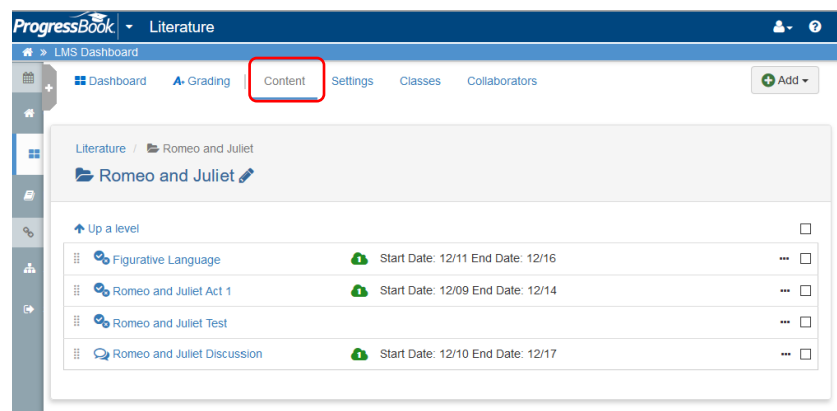 ProgressBook Literature
LMS Dashboard
Dashboard A+ Grading Content Settings Classes Collaborators Add
Literature / Romeo and Juliet
Romeo and Juliet
Up a level
Figurative Language 1 Start Date: 12/11 End Date: 12/16
Romeo and Juliet Act 1 1 Start Date: 12/09 End Date: 12/14
Romeo and Juliet Test
Romeo and Juliet Discussion 1 Start Date: 12/10 End Date: 12/17